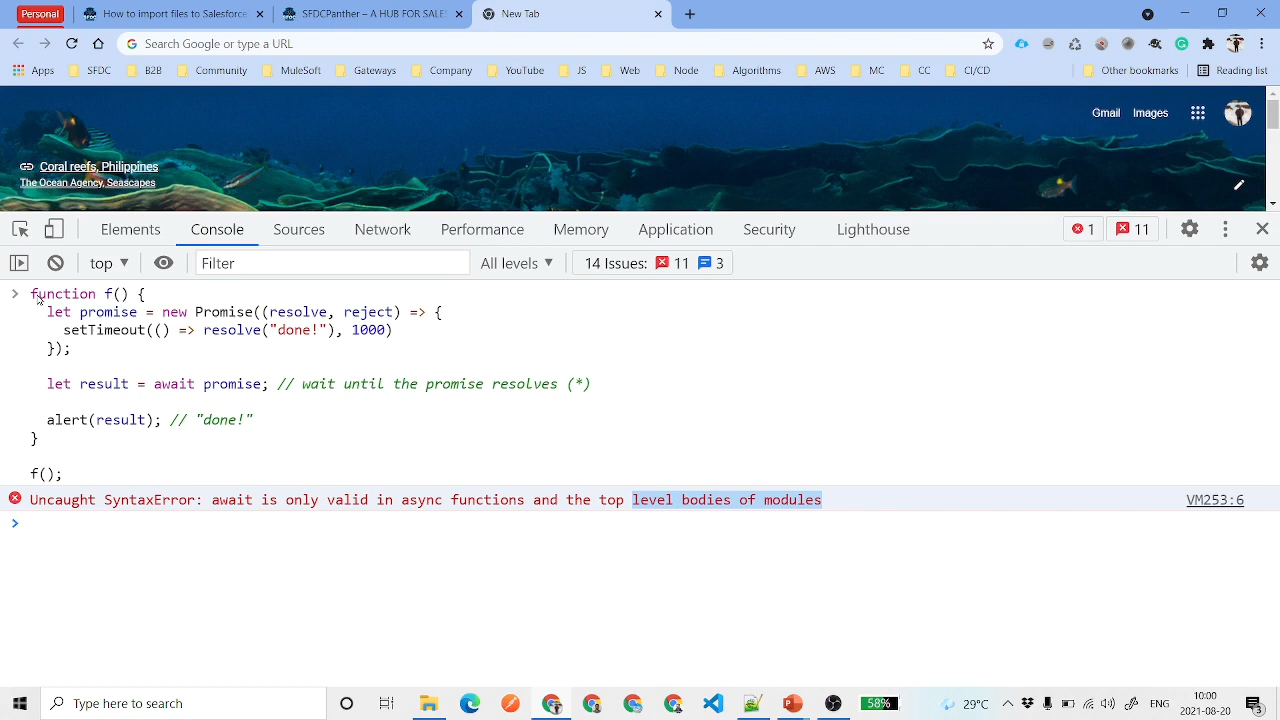 Personal
How to import files to Salesforce
SFDCPanther – A HUB FOR SALE
New Tab
Search Google or type a URL
Apps
SFDC
B2B
Community
MuleSoft
Gateways
Company
YouTube
JS
Web
Node
Algorithms
AWS
MC
CC
CI/CD
Other bookmarks
Reading list
Gmail
Images
Coral reefs, Philippines
The Ocean Agency, Seascapes
Elements
Console
Sources
Network
Performance
Memory
Application
Security
Lighthouse
1
11
top
Filter
All levels
14 Issues: 11 3
function f() {
let promise = new Promise((resolve, reject) => {
setTimeout(() => resolve("done!"), 1000)
});
let result = await promise; // wait until the promise resolves (*)
alert(result); // "done!"
}
f();
Uncaught SyntaxError: await is only valid in async functions and the top level bodies of modules
VM253:6
Type here to search
58%
29°C
ENG
10:00
2021-08-20
3